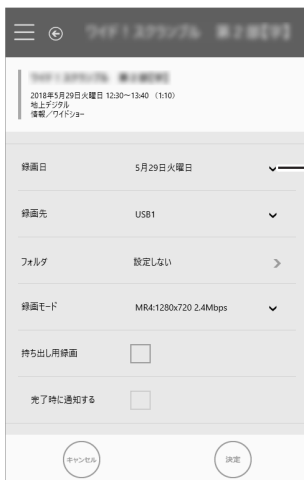 2018年5月29日火曜日 12:30～13:40 （1:10）
地上デジタル
情報／ワイドショー
録画日 5月29日火曜日
録画先 USB1
フォルダ 設定しない
録画モード MR4:1280x720 2.4Mbps
持ち出し用録画
完了時に通知する
キャンセル 決定